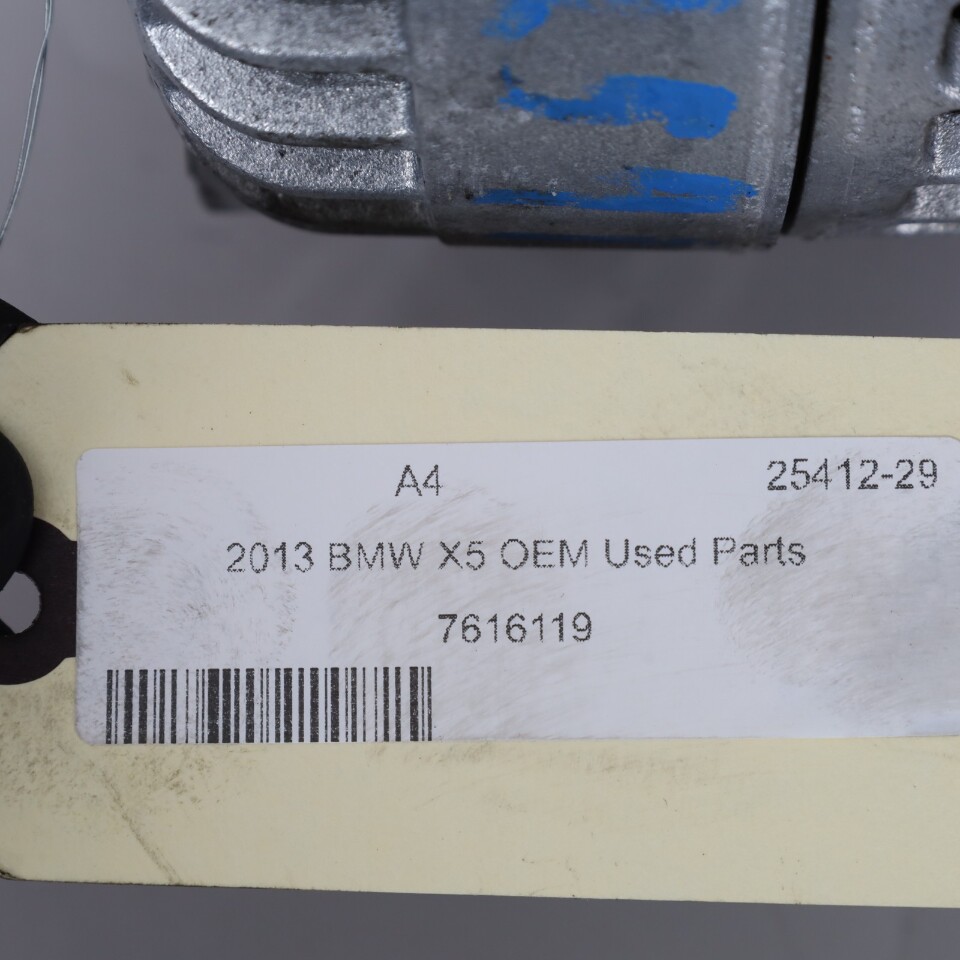 A4 25412-29
2013 BMW X5 OEM Used Parts
7616119